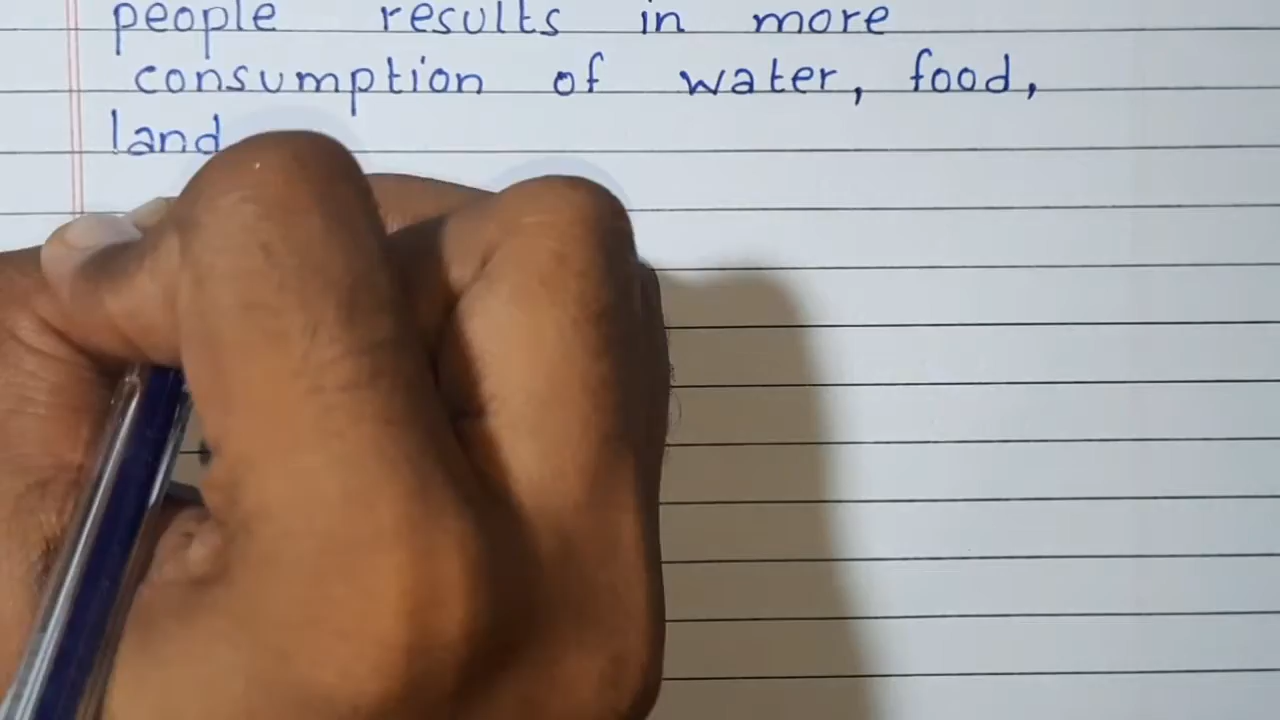 people results in more
consumption of water, food,
land